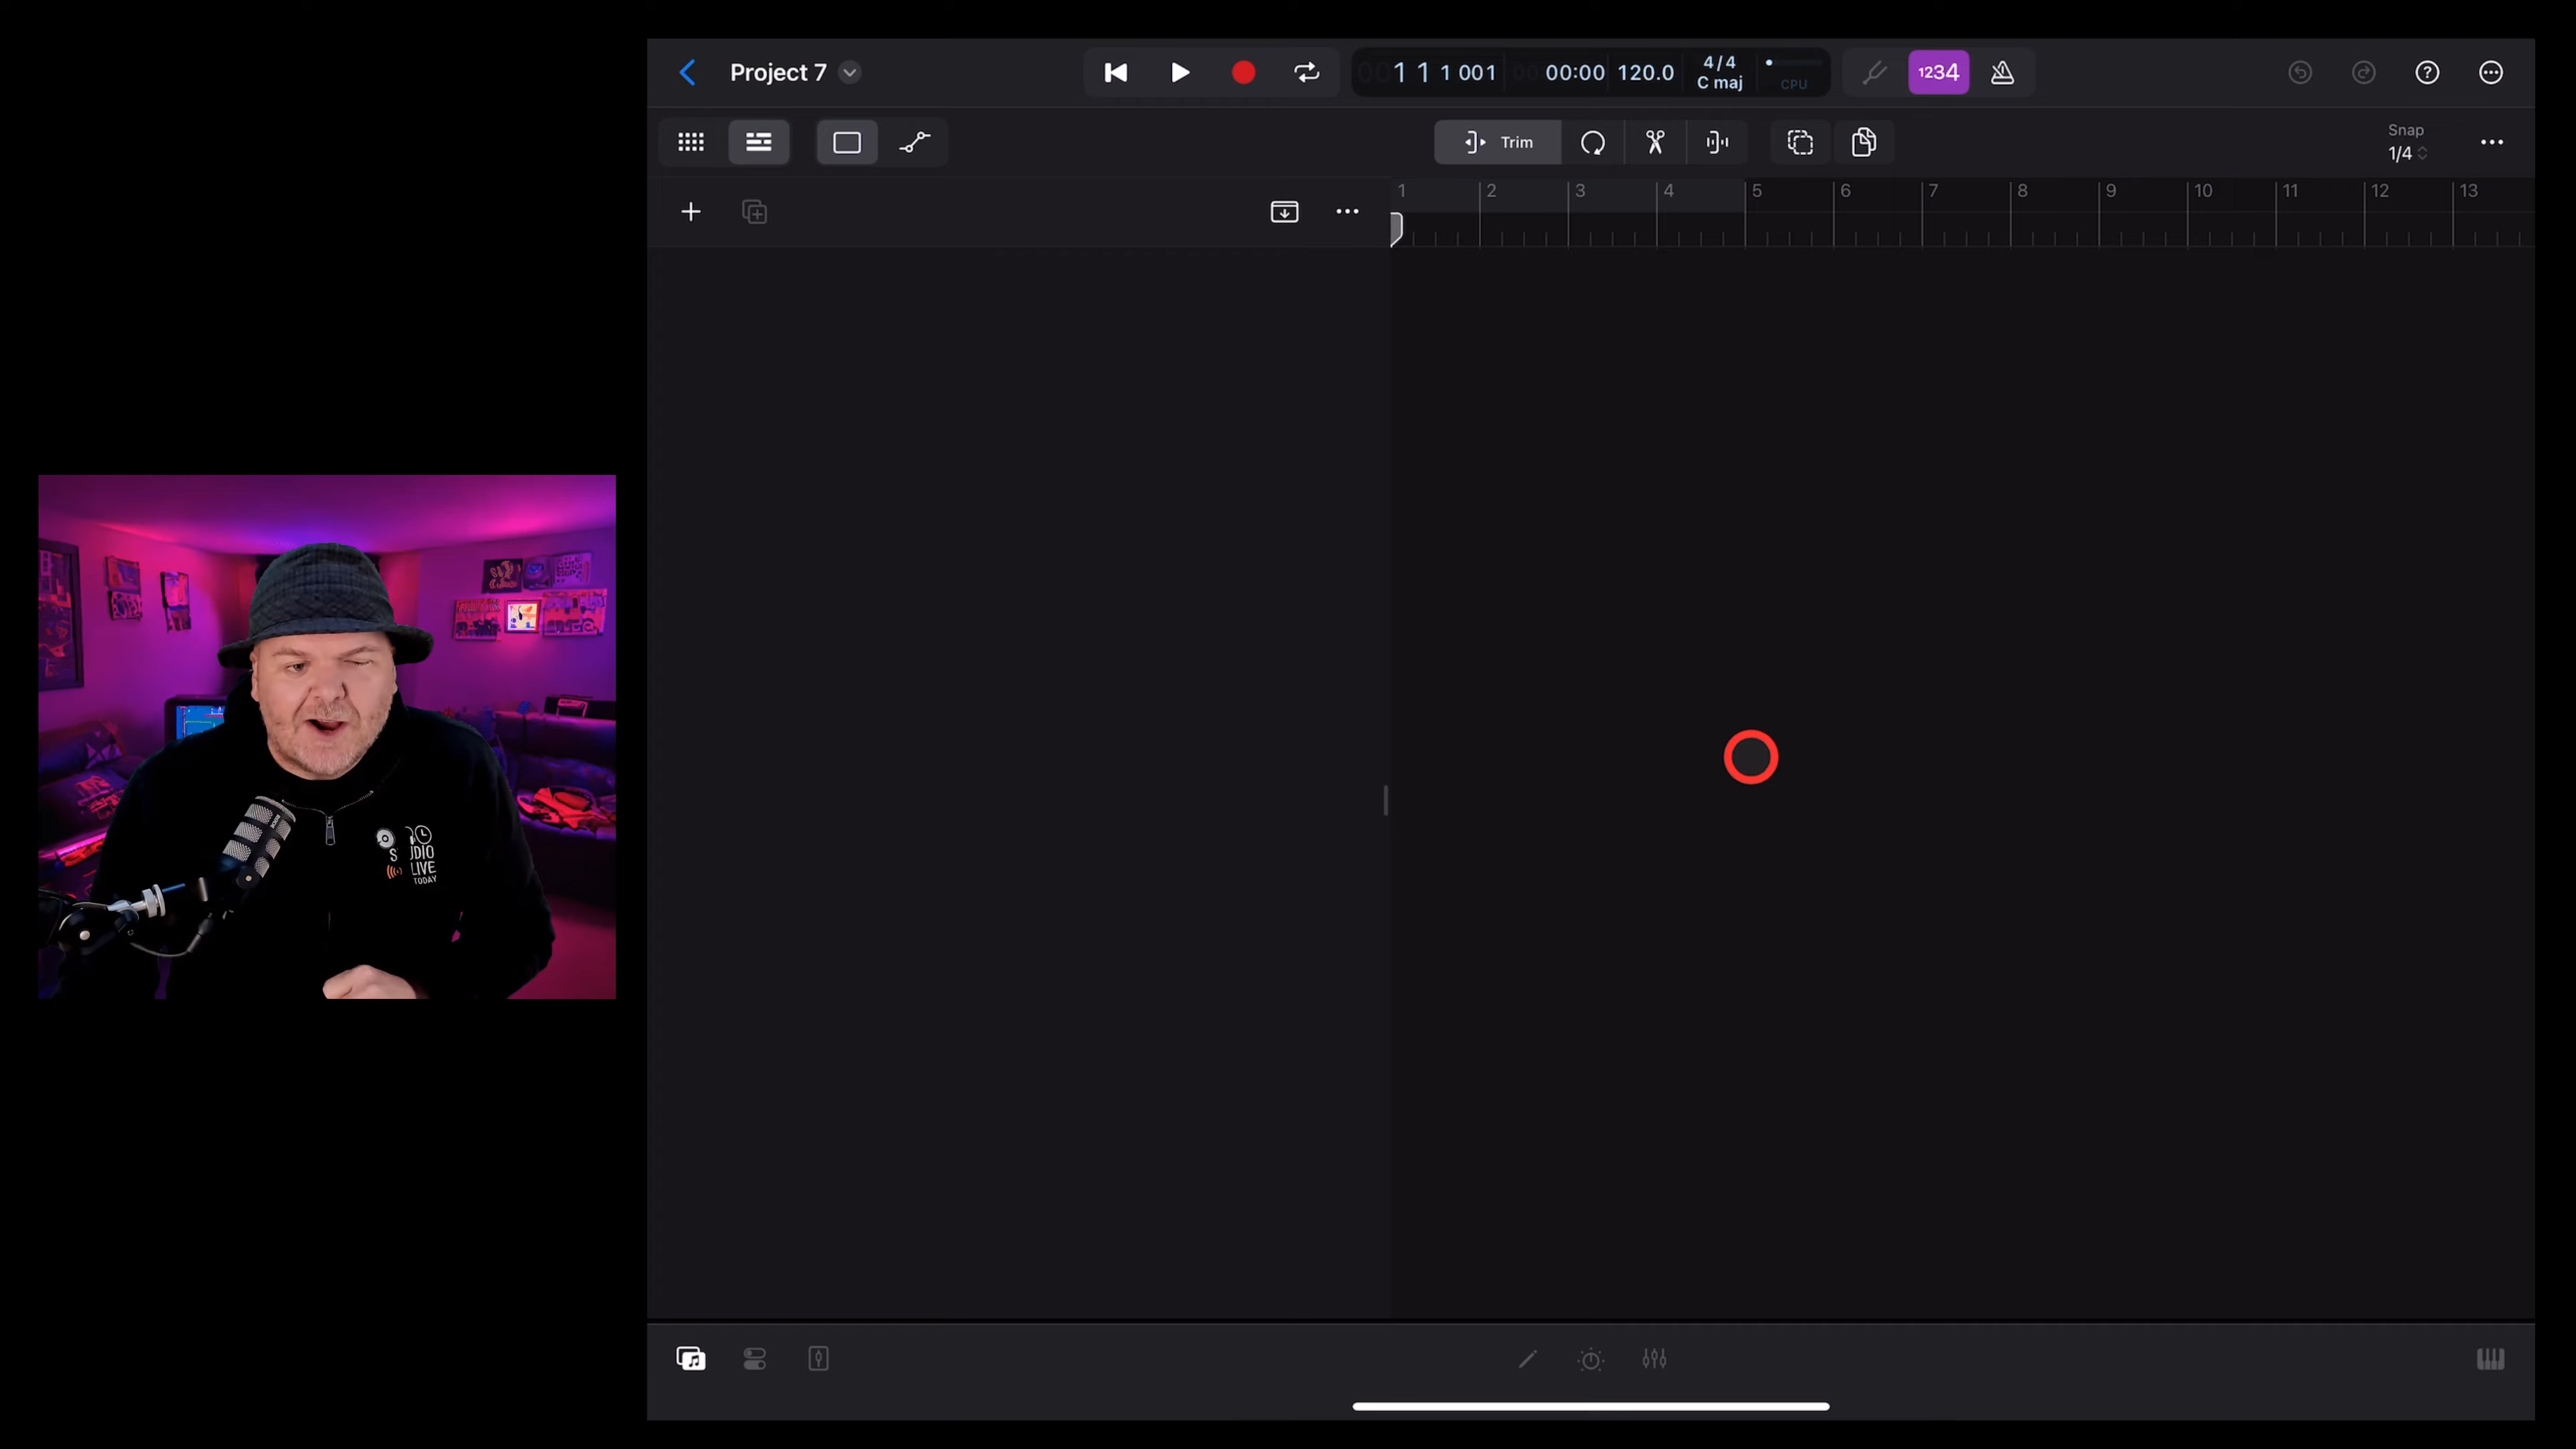 Project 7
1 1 1 001
00:00
120.0
4/4
C maj
CPU
1234
Trim
Snap
1/4
1 2 3 4 5 6 7 8 9 10 11 12 13
STUDIO
LIVE
TODAY